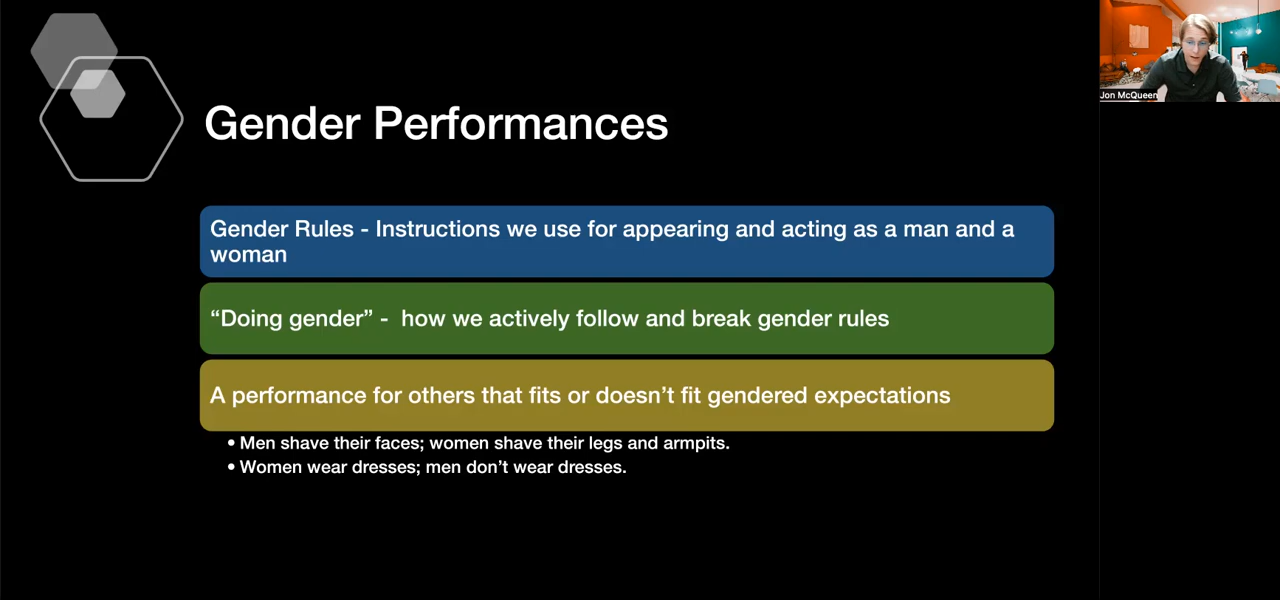 Gender Performances
Gender Rules - Instructions we use for appearing and acting as a man and a
woman
“Doing gender” -  how we actively follow and break gender rules
A performance for others that fits or doesn’t fit gendered expectations
• Men shave their faces; women shave their legs and armpits.
• Women wear dresses; men don’t wear dresses.
Jon McQueen